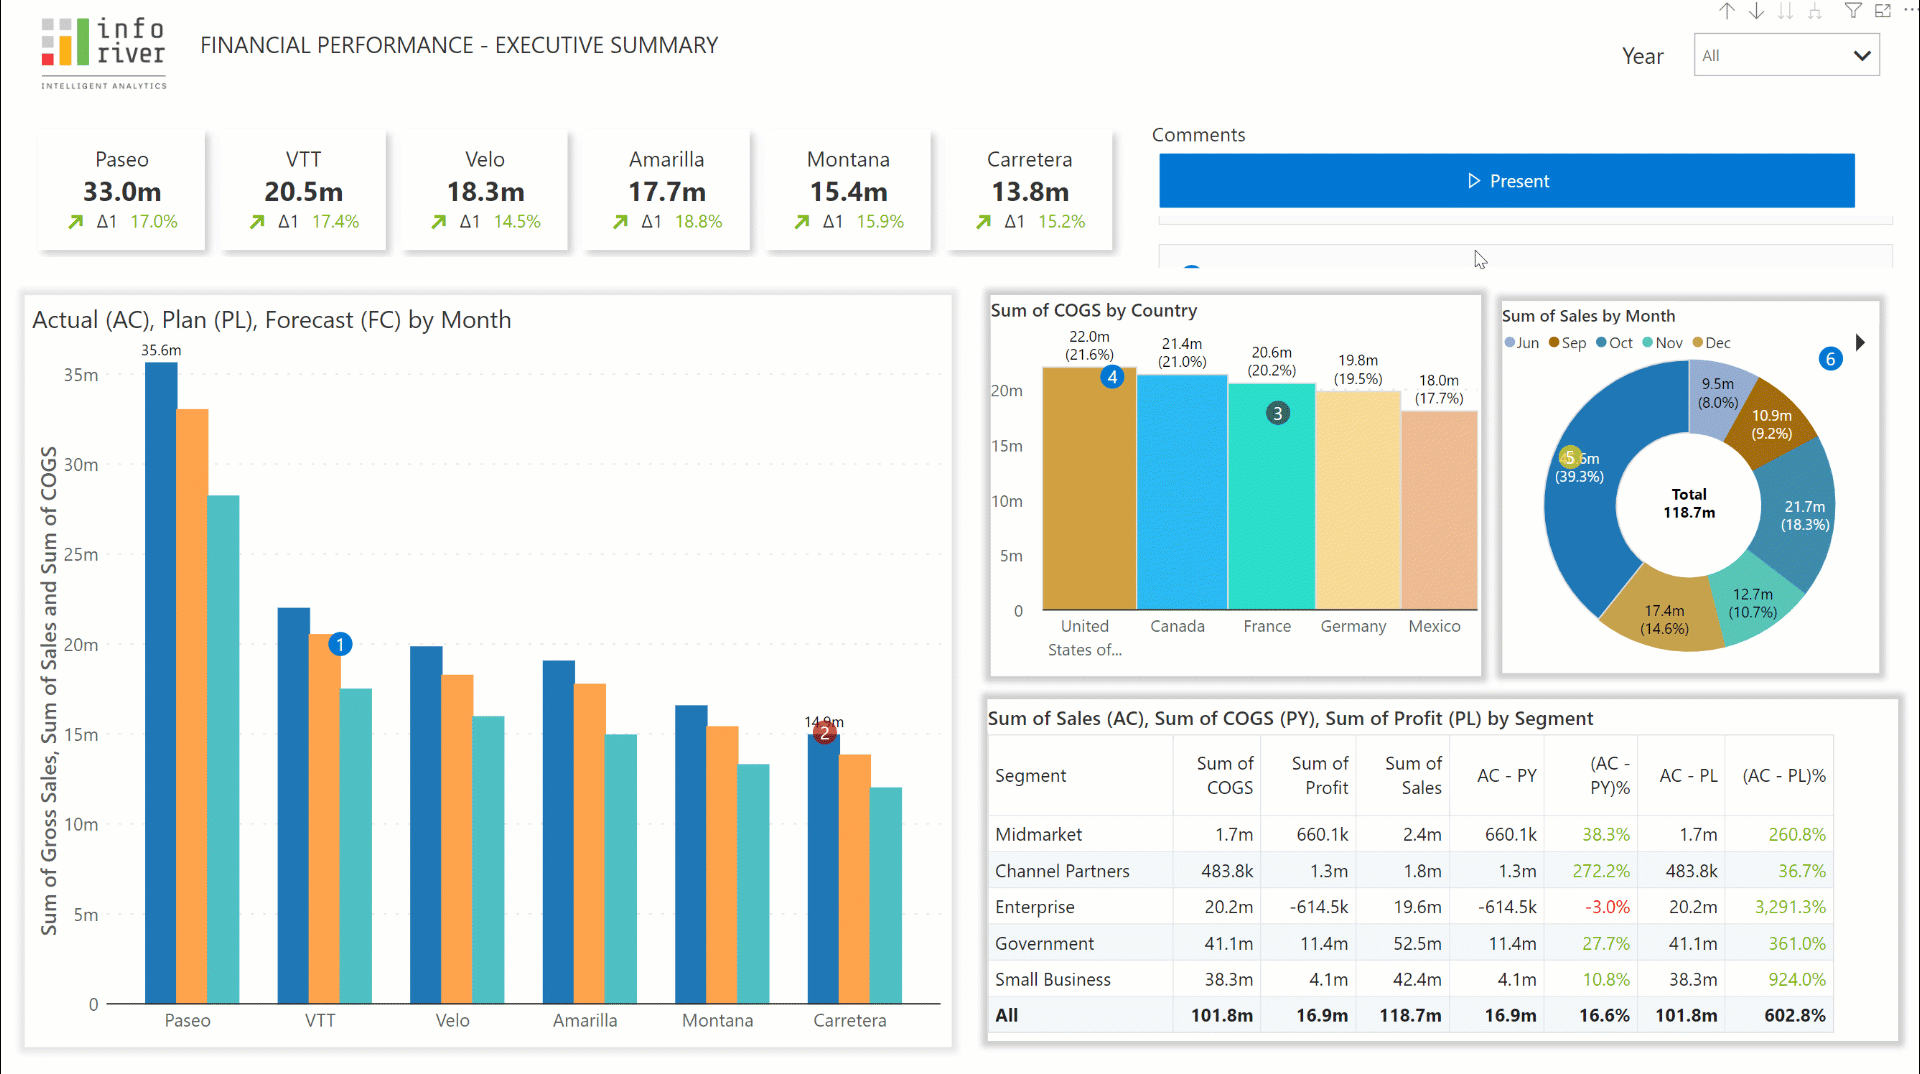 info
river
INTELLIGENT ANALYTICS
FINANCIAL PERFORMANCE - EXECUTIVE SUMMARY
Year
All
Paseo
33.0m
Δ1 17.0%
VTT
20.5m
Δ1 17.4%
Velo
18.3m
Δ1 14.5%
Amarilla
17.7m
Δ1 18.8%
Montana
15.4m
Δ1 15.9%
Carretera
13.8m
Δ1 15.2%
Comments
Present
Actual (AC), Plan (PL), Forecast (FC) by Month
Sum of Gross Sales, Sum of Sales and Sum of COGS
35m
30m
25m
20m
15m
10m
5m
0
35.6m
1
14.9m
2
Paseo
VTT
Velo
Amarilla
Montana
Carretera
Sum of COGS by Country
20m
15m
10m
5m
0
22.0m
(21.6%)
21.4m
(21.0%)
20.6m
(20.2%)
19.8m
(19.5%)
18.0m
(17.7%)
4
3
United
States of...
Canada
France
Germany
Mexico
Sum of Sales by Month
Jun Sep Oct Nov Dec
6
9.5m
(8.0%)
10.9m
(9.2%)
21.7m
(18.3%)
12.7m
(10.7%)
17.4m
(14.6%)
5
(39.3%)
Total
118.7m
Sum of Sales (AC), Sum of COGS (PY), Sum of Profit (PL) by Segment
Segment Sum of COGS Sum of Profit Sum of Sales AC - PY (AC - PY)% AC - PL (AC - PL)%
Midmarket 1.7m 660.1k 2.4m 660.1k 38.3% 1.7m 260.8%
Channel Partners 483.8k 1.3m 1.8m 1.3m 272.2% 483.8k 36.7%
Enterprise 20.2m -614.5k 19.6m -614.5k -3.0% 20.2m 3,291.3%
Government 41.1m 11.4m 52.5m 11.4m 27.7% 41.1m 361.0%
Small Business 38.3m 4.1m 42.4m 4.1m 10.8% 38.3m 924.0%
All 101.8m 16.9m 118.7m 16.9m 16.6% 101.8m 602.8%